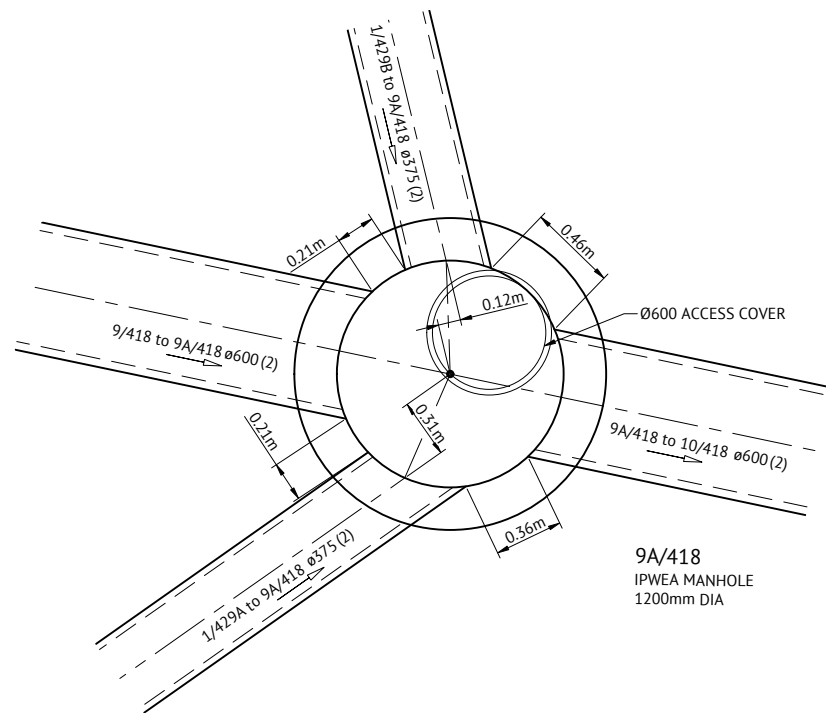 1/429B to 9A/418 ø375 (2)
0.21m
0.46m
0.12m
Ø600 ACCESS COVER
9/418 to 9A/418 ø600 (2)
0.31m
0.21m
9A/418 to 10/418 ø600 (2)
0.36m
1/429A to 9A/418 ø375 (2)
9A/418
IPWEA MANHOLE
1200mm DIA